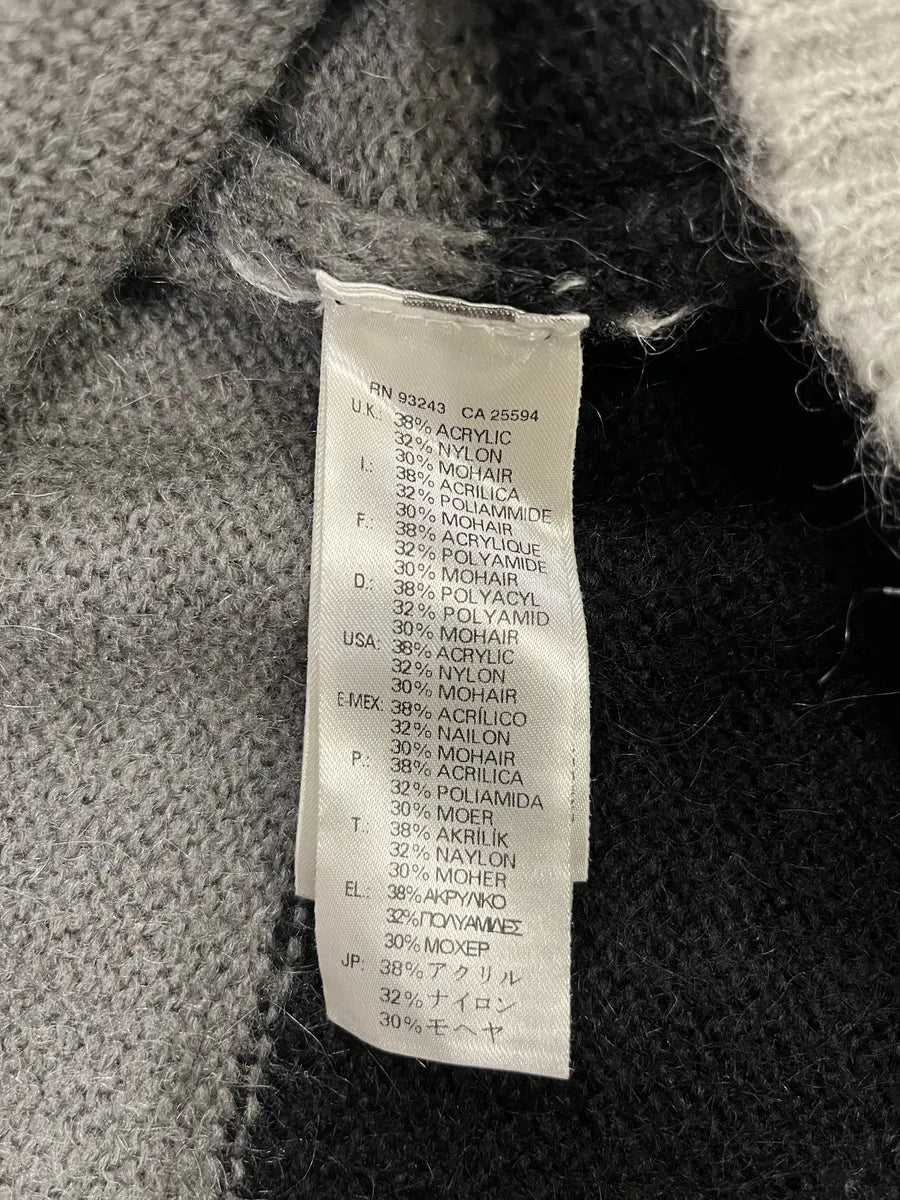 RN 93243 CA 25594
U.K.: 38% ACRYLIC
32% NYLON
30% MOHAIR
I.: 38% ACRILICA
32% POLIAMMIDE
30% MOHAIR
F.: 38% ACRYLIQUE
32% POLYAMIDE
30% MOHAIR
D.: 38% POLYACYL
32% POLYAMID
30% MOHAIR
USA: 38% ACRYLIC
32% NYLON
30% MOHAIR
E-MEX: 38% ACRÍLICO
32% NAILON
30% MOHAIR
P.: 38% ACRILICA
32% POLIAMIDA
30% MOER
T.: 38% AKRİLİK
32% NAYLON
30% MOHER
EL.: 38% ΑΚΡΥΛΙΚΟ
32% ΠΟΛΥΑΜΙΔΕΣ
30% ΜΟΧΕΡ
JP: 38% アクリル
32% ナイロン
30% モヘヤ